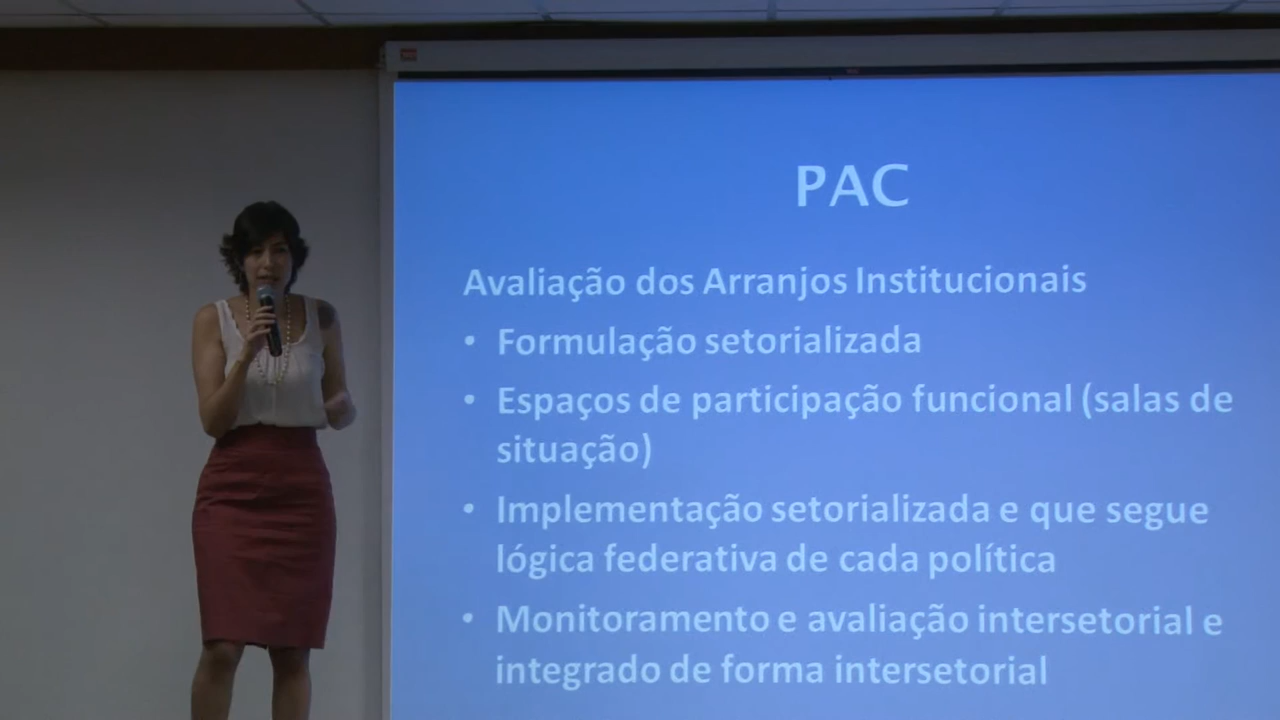 PAC
Avaliação dos Arranjos Institucionais
• Formulação setorializada
• Espaços de participação funcional (salas de
situação)
• Implementação setorializada e que segue
lógica federativa de cada política
• Monitoramento e avaliação intersetorial e
integrado de forma intersetorial